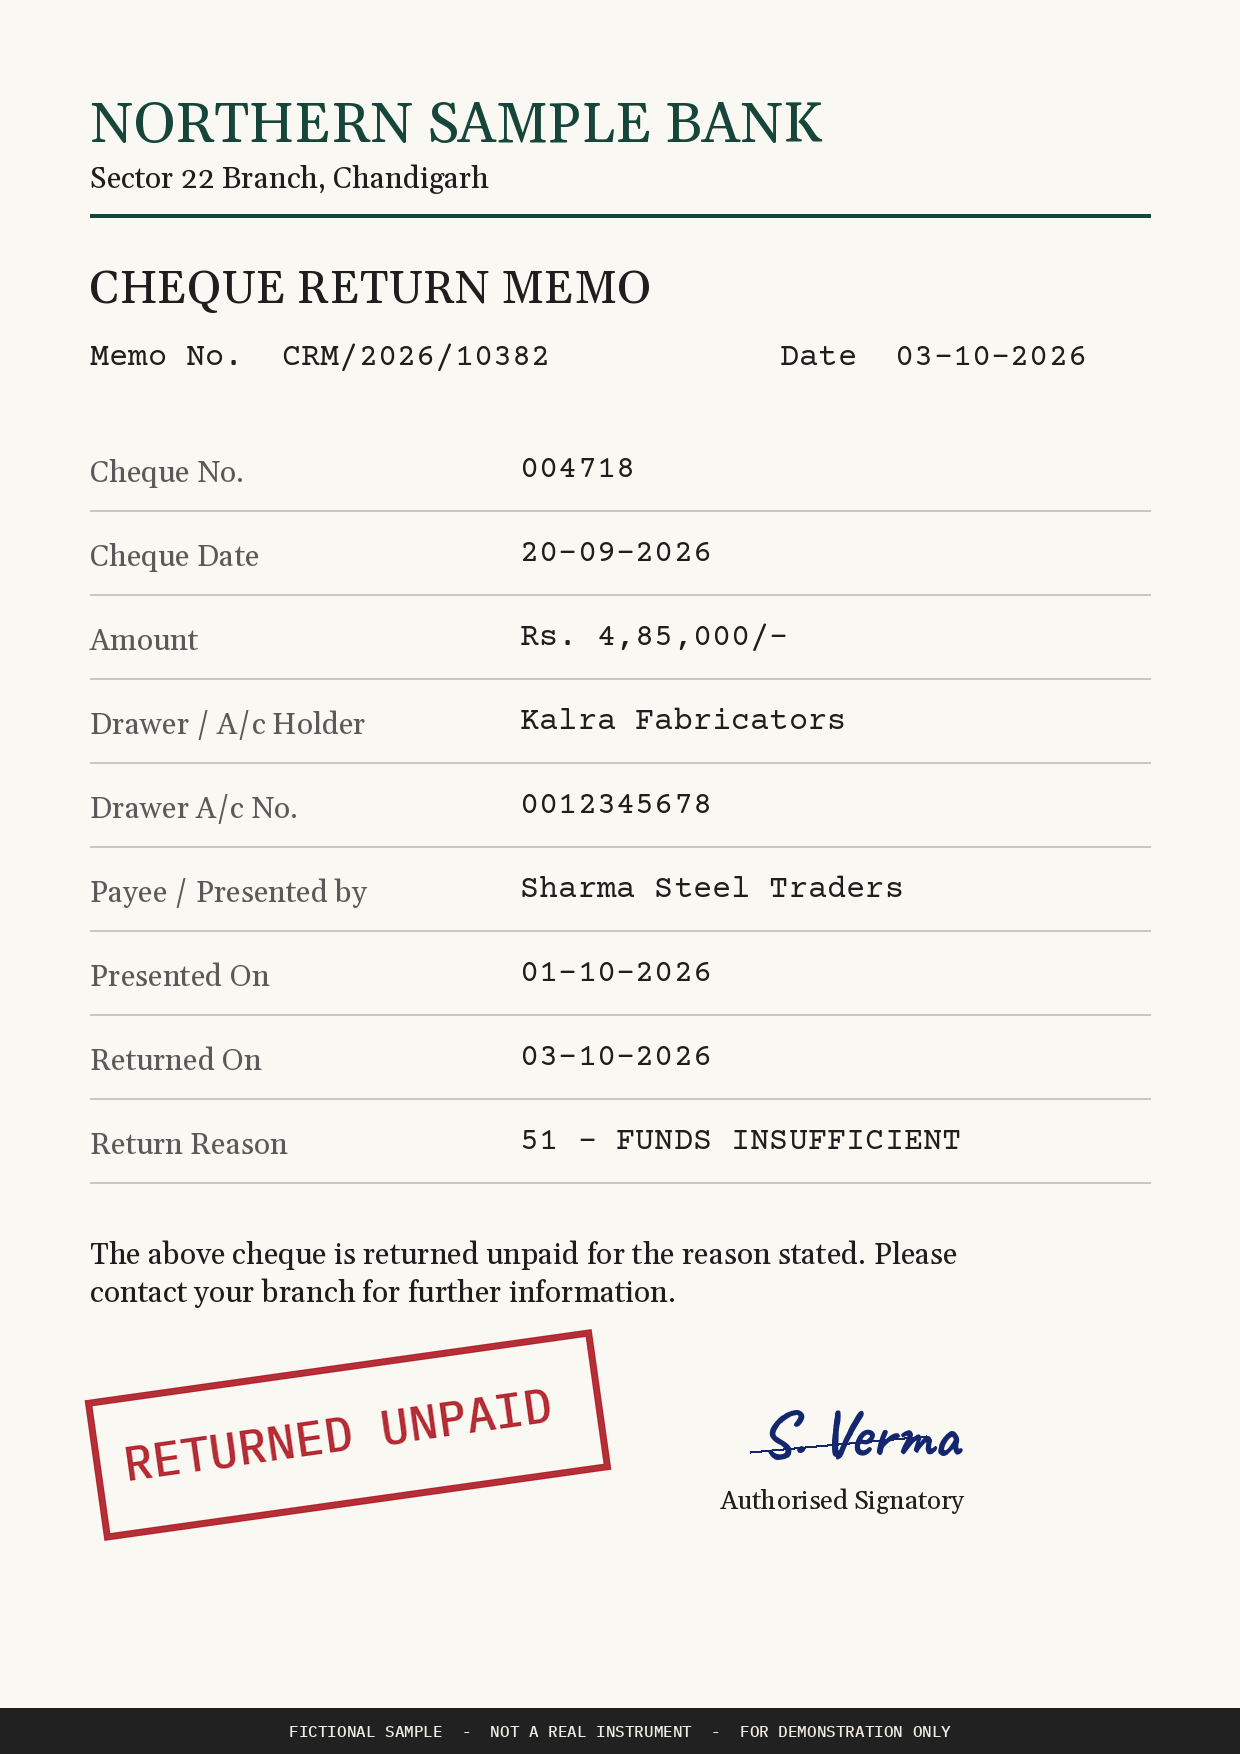 NORTHERN SAMPLE BANK
Sector 22 Branch, Chandigarh
CHEQUE RETURN MEMO
Memo No. CRM/2026/10382 Date 03-10-2026
Cheque No. 004718
Cheque Date 20-09-2026
Amount Rs. 4,85,000/-
Drawer / A/c Holder Kalra Fabricators
Drawer A/c No. 0012345678
Payee / Presented by Sharma Steel Traders
Presented On 01-10-2026
Returned On 03-10-2026
Return Reason 51 - FUNDS INSUFFICIENT
The above cheque is returned unpaid for the reason stated. Please
contact your branch for further information.
RETURNED UNPAID
S. Verma
Authorised Signatory
FICTIONAL SAMPLE - NOT A REAL INSTRUMENT - FOR DEMONSTRATION ONLY